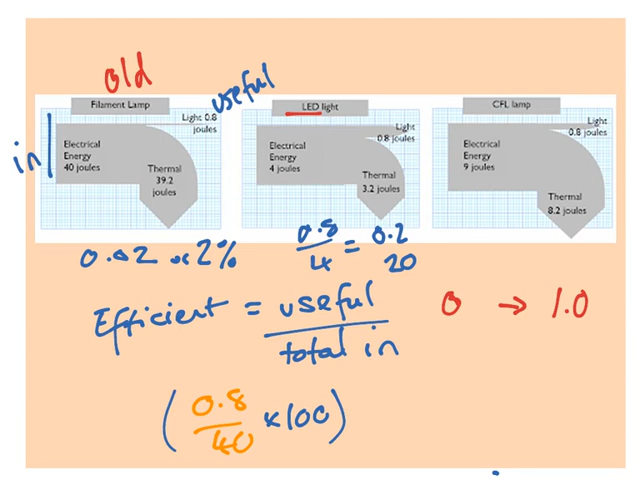 old
useful
Filament Lamp
Light 0.8
joules
in
Electrical
Energy
40 joules
Thermal
39.2
joules
LED light
Light
0.8 joules
Electrical
Energy
4 joules
Thermal
3.2 joules
CFL lamp
Light
0.8 joules
Electrical
Energy
9 joules
Thermal
8.2 joules
0.02 or 2%
0.8/4 = 0.2
20
Efficient = useful / total in
0 → 1.0
(0.8/40 x100)